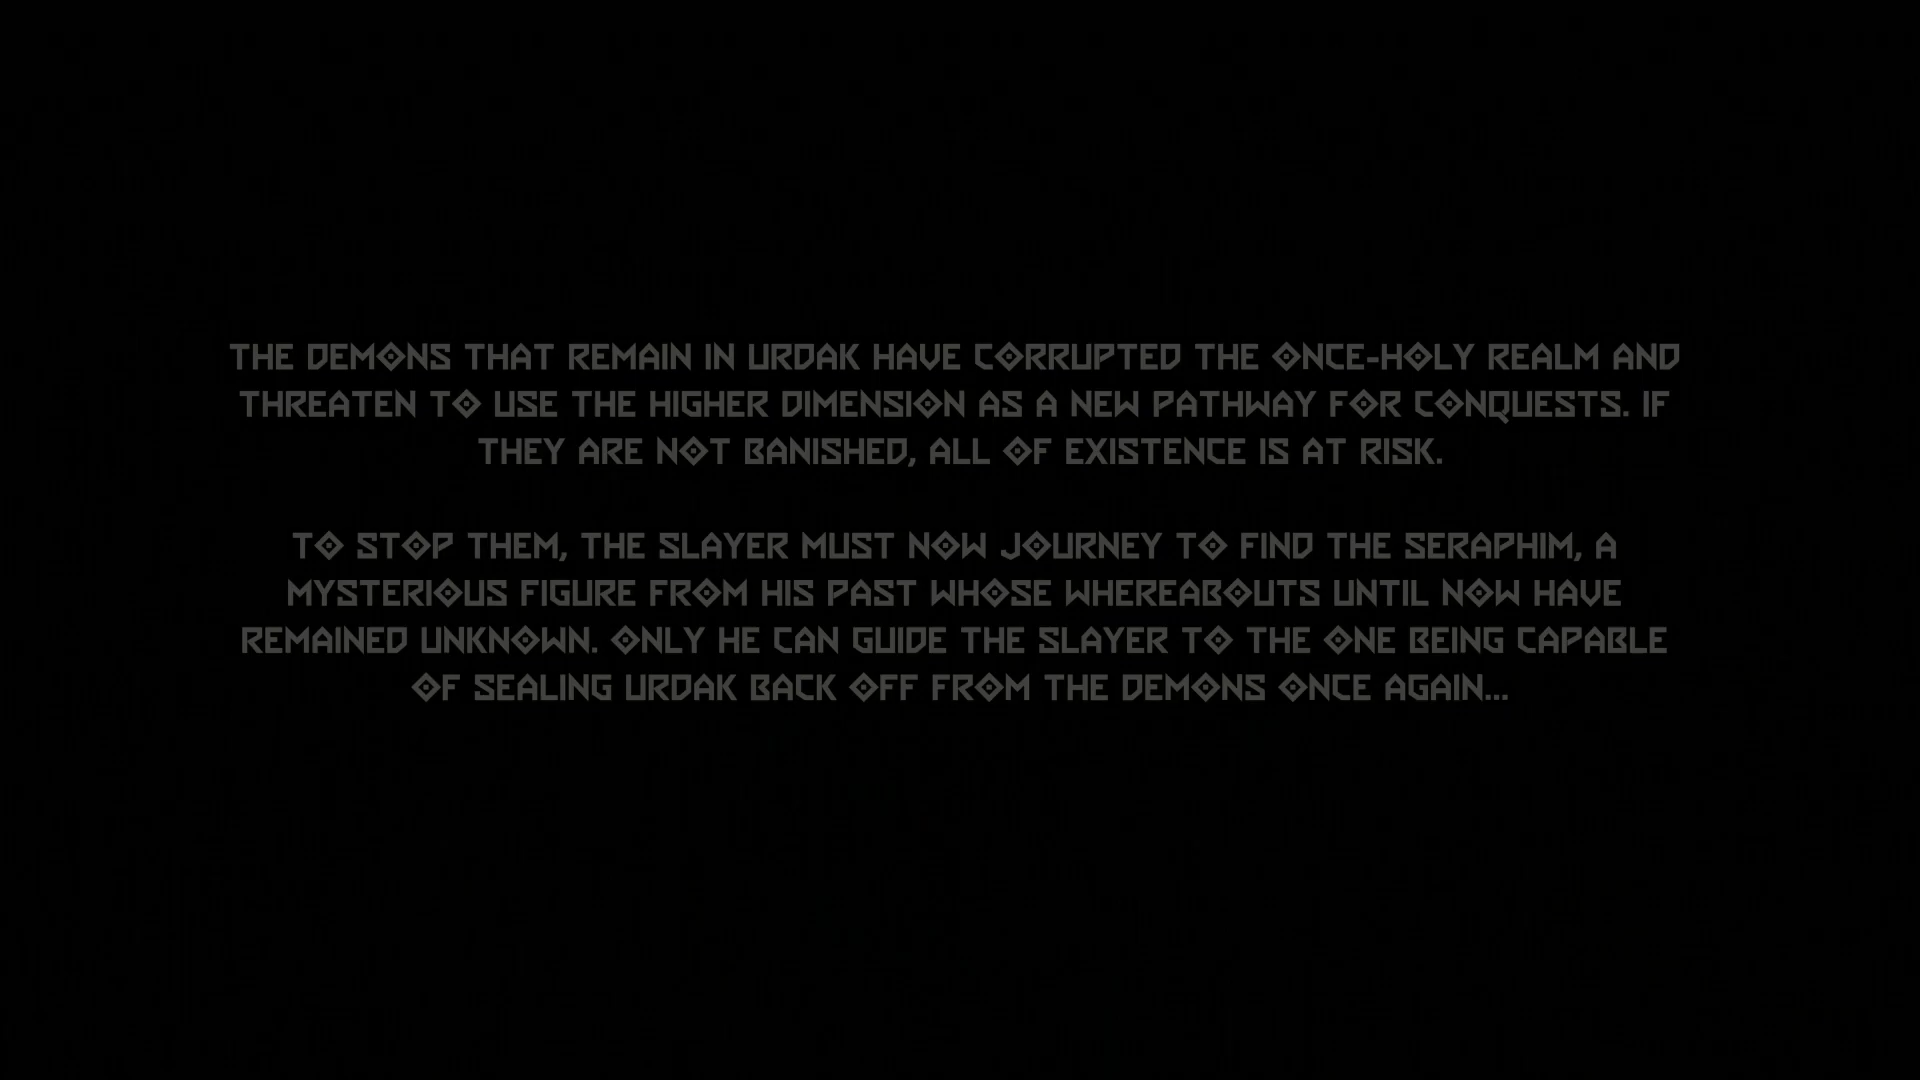 THE DEMONS THAT REMAIN IN URDAK HAVE CORRUPTED THE ONCE-HOLY REALM AND
THREATEN TO USE THE HIGHER DIMENSION AS A NEW PATHWAY FOR CONQUESTS. IF
THEY ARE NOT BANISHED, ALL OF EXISTENCE IS AT RISK.
TO STOP THEM, THE SLAYER MUST NOW JOURNEY TO FIND THE SERAPHIM, A
MYSTERIOUS FIGURE FROM HIS PAST WHOSE WHEREABOUTS UNTIL NOW HAVE
REMAINED UNKNOWN. ONLY HE CAN GUIDE THE SLAYER TO THE ONE BEING CAPABLE
OF SEALING URDAK BACK OFF FROM THE DEMONS ONCE AGAIN...